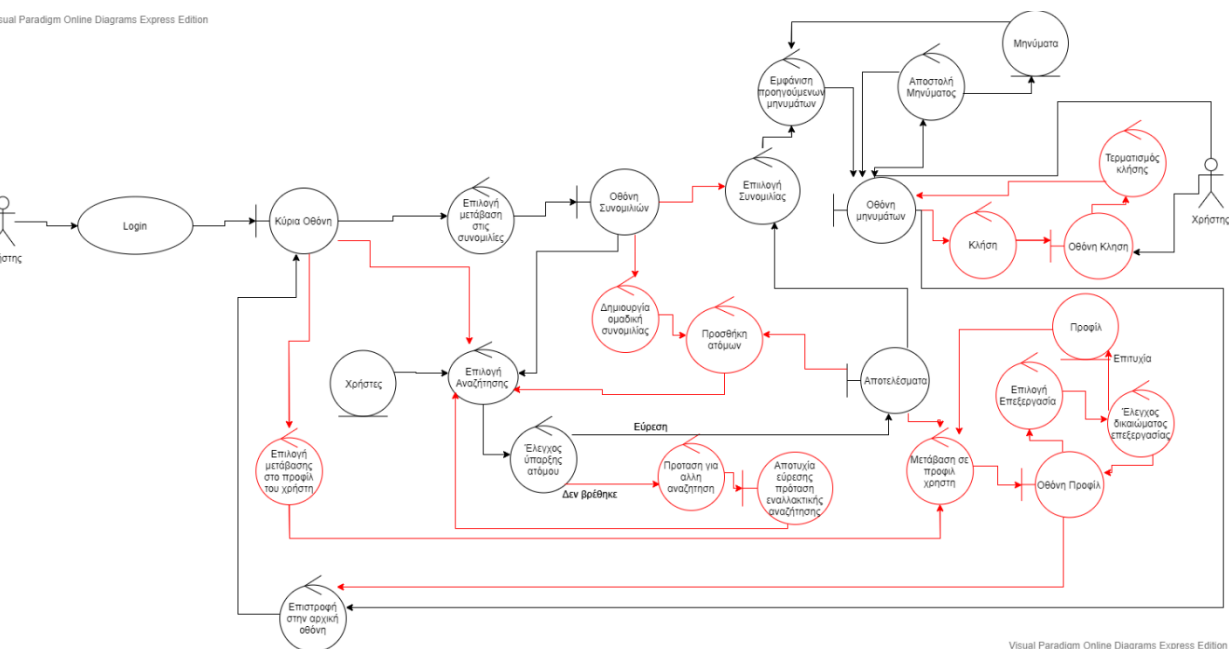 sual Paradigm Online Diagrams Express Edition
Μηνύματα
Εμφάνιση
προηγούμενων
μηνυμάτων
Αποστολή
Μηνύματος
Τερματισμός
κλήσης
Χρήστης
Επιλογή
μετάβαση
στις
συνομιλίες
Οθόνη
Συνομιλιών
Επιλογή
Συνομιλίας
Οθόνη
μηνυμάτων
Κλήση
Οθόνη Κληση
ήστης
Login
Κύρια Οθόνη
Δημιουργία
ομαδική
συνομιλίας
Προσθήκη
ατόμων
Προφίλ
Επιτυχία
Χρήστες
Επιλογή
Αναζήτησης
Αποτελέσματα
Επιλογή
Επεξεργασία
Έλεγχος
δικαιώματος
επεξεργασίας
Εύρεση
Έλεγχος
ύπαρξης
ατόμου
Δεν βρέθηκε
Προταση για
αλλη
αναζητηση
Αποτυχία
εύρεσης
πρόταση
εναλλακτικής
αναζήτησης
Μετάβαση σε
προφιλ
χρηστη
Οθόνη Προφίλ
Επιλογή
μετάβασης
στο προφίλ
του χρήστη
Επιστροφή
στην αρχική
οθόνη
Visual Paradigm Online Diagrams Express Edition